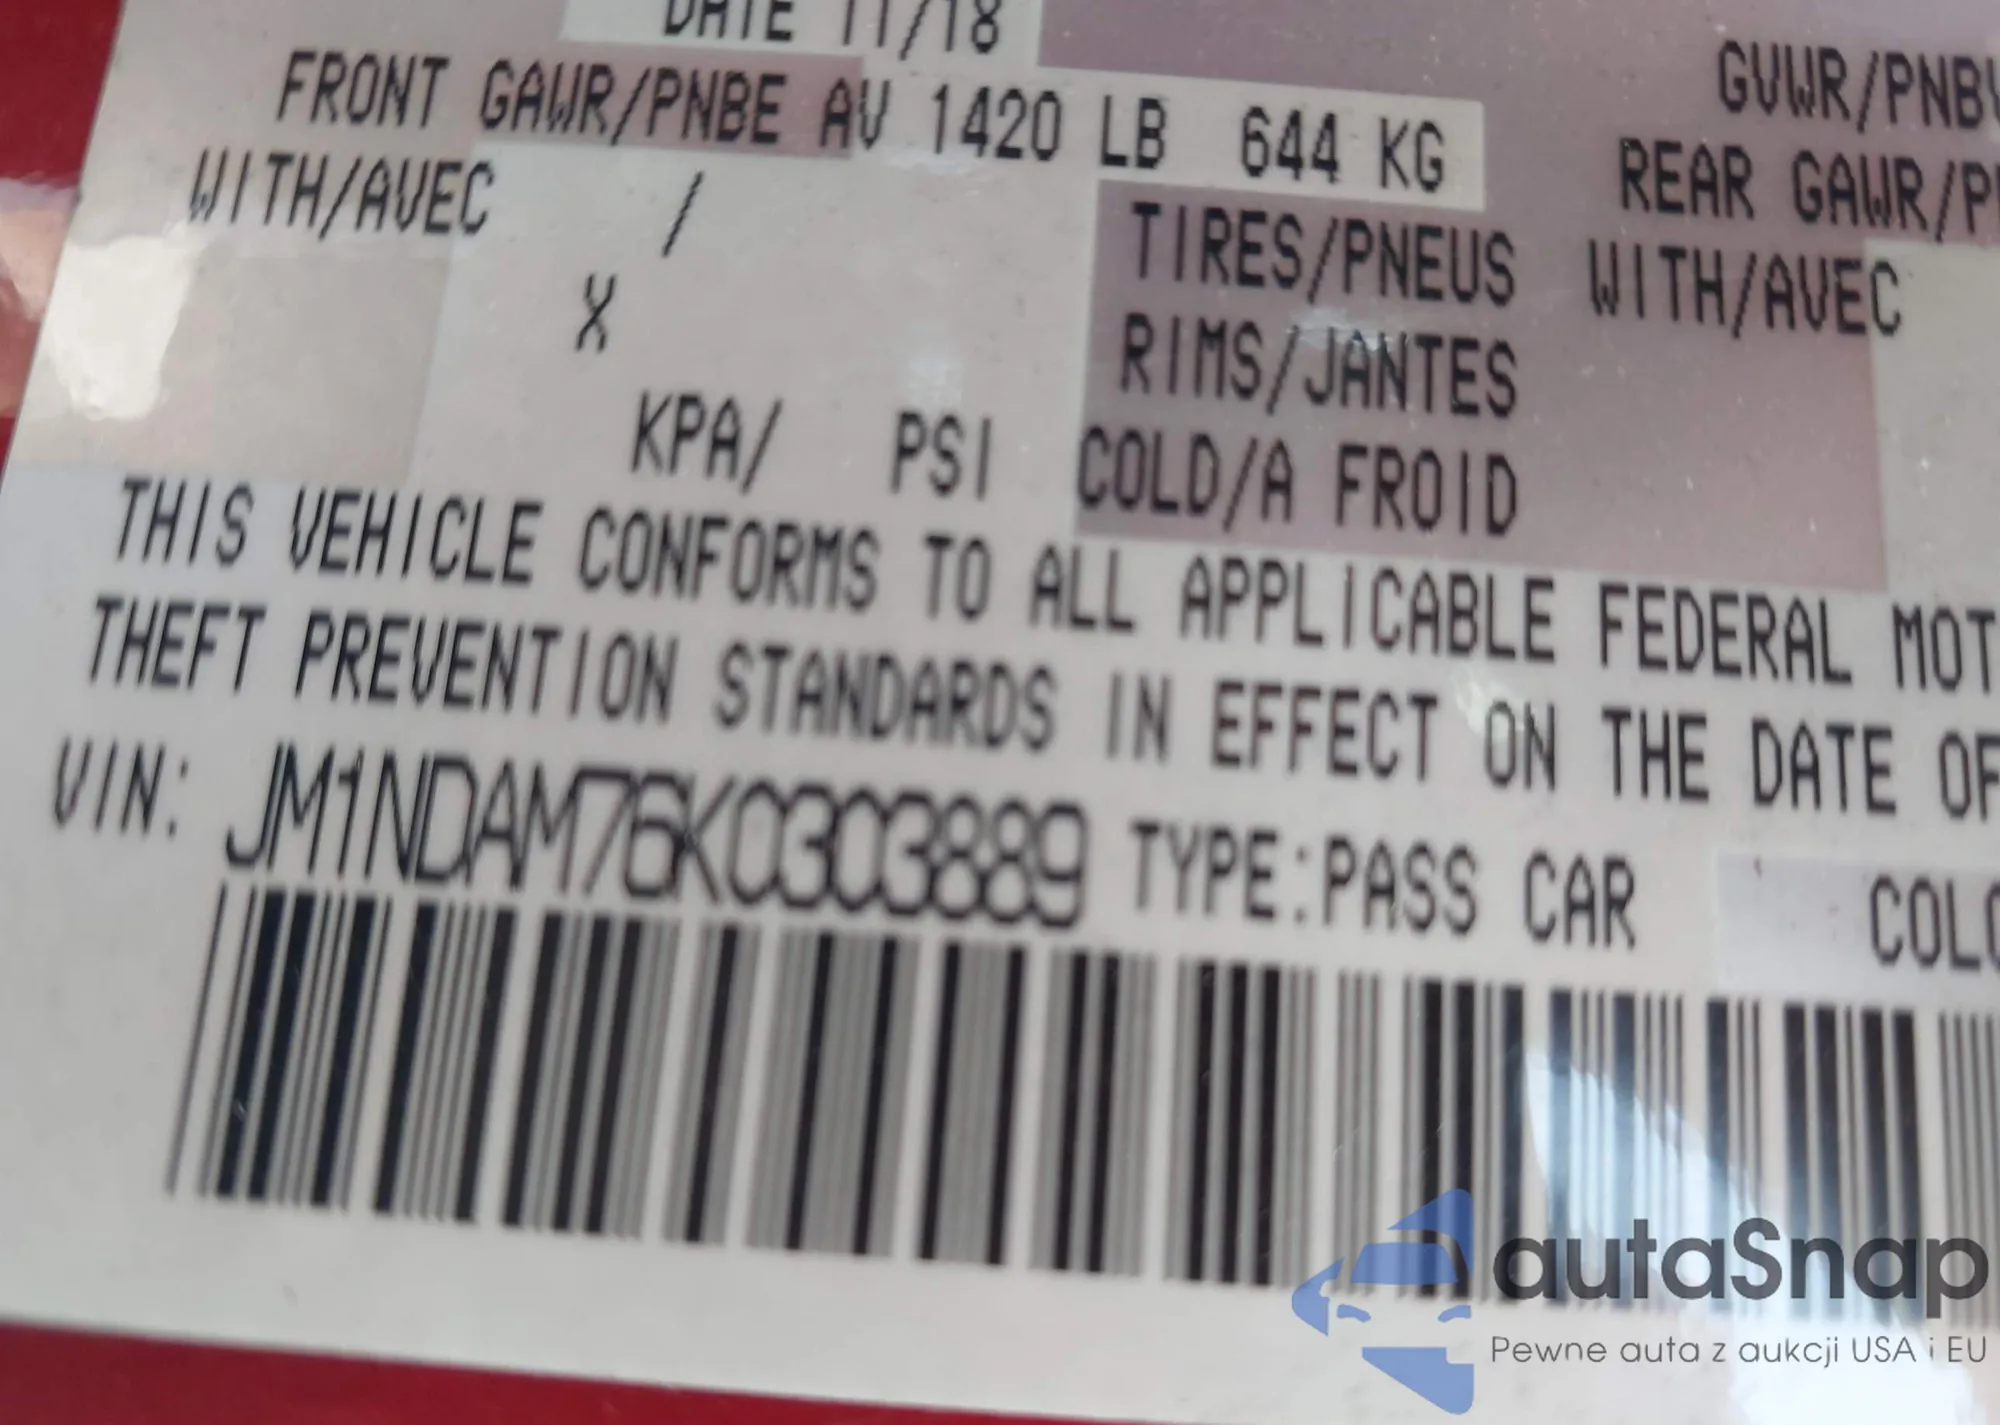 DATE 11/18
FRONT GAWR/PNBE AV 1420 LB 644 KG
GVWR/PNBV
WITH/AVEC /
TIRES/PNEUS
REAR GAWR/P
X
RIMS/JANTES
WITH/AVEC
KPA/ PSI COLD/A FROID
THIS VEHICLE CONFORMS TO ALL APPLICABLE FEDERAL MOT
THEFT PREVENTION STANDARDS IN EFFECT ON THE DATE OF
VIN: JM1NDAM76K0303889 TYPE:PASS CAR COLO
autaSnap
Pewne auta z aukcji USA i EU